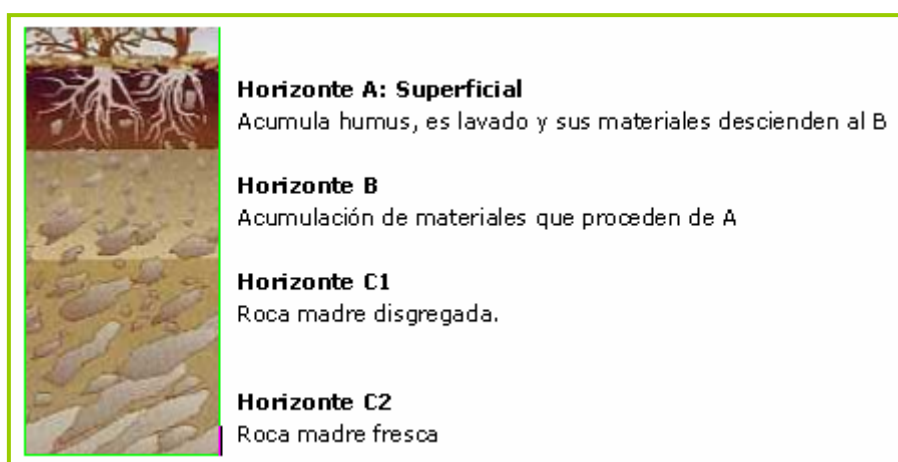 Horizonte A: Superficial
Acumula humus, es lavado y sus materiales descienden al B
Horizonte B
Acumulación de materiales que proceden de A
Horizonte C1
Roca madre disgregada.
Horizonte C2
Roca madre fresca